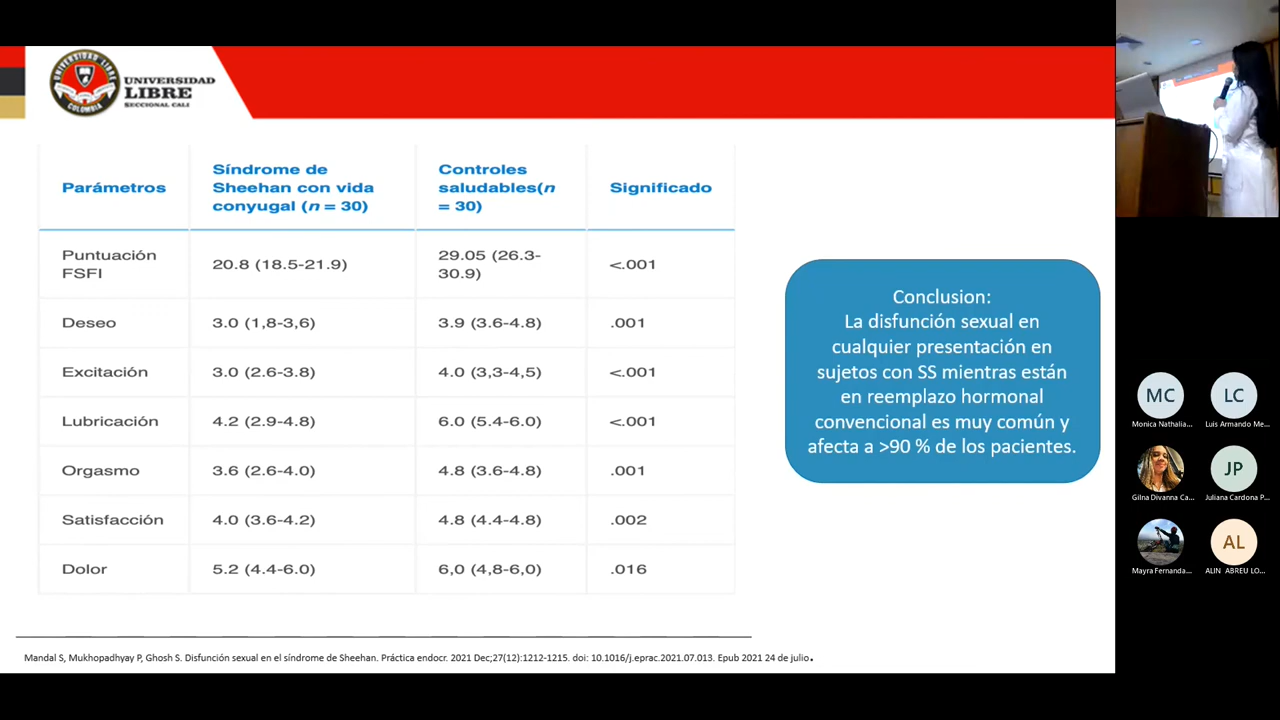 UNIVERSIDAD LIBRE
COLOMBIA
UNIVERSIDAD
LIBRE
SECCIONAL CALI
Parámetros
Síndrome de
Sheehan con vida
conyugal (n = 30)
Controles
saludables(n
= 30)
Significado
Puntuación
FSFI
20.8 (18.5-21.9)
29.05 (26.3-
30.9)
<.001
Deseo
3.0 (1,8-3,6)
3.9 (3.6-4.8)
.001
Excitación
3.0 (2.6-3.8)
4.0 (3,3-4,5)
<.001
Lubricación
4.2 (2.9-4.8)
6.0 (5.4-6.0)
<.001
Orgasmo
3.6 (2.6-4.0)
4.8 (3.6-4.8)
.001
Satisfacción
4.0 (3.6-4.2)
4.8 (4.4-4.8)
.002
Dolor
5.2 (4.4-6.0)
6,0 (4,8-6,0)
.016
Conclusion:
La disfunción sexual en
cualquier presentación en
sujetos con SS mientras están
en reemplazo hormonal
convencional es muy común y
afecta a >90 % de los pacientes.
Mandal S, Mukhopadhyay P, Ghosh S. Disfunción sexual en el síndrome de Sheehan. Práctica endocr. 2021 Dec;27(12):1212-1215. doi: 10.1016/j.eprac.2021.07.013. Epub 2021 24 de julio.
MC
Monica Nathalia...
LC
Luis Armando Me...
Gilna Divanna Ca...
JP
Juliana Cardona P...
Mayra Fernanda...
AL
ALIN ABREU LO...